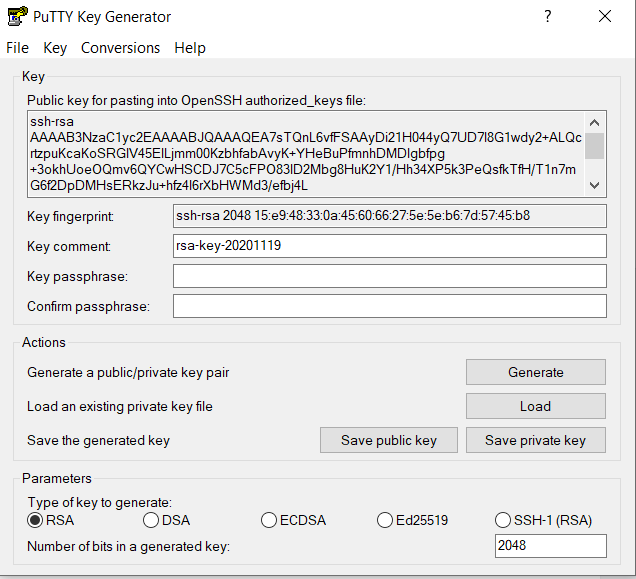 PuTTY Key Generator
File Key Conversions Help
Key
Public key for pasting into OpenSSH authorized_keys file:
ssh-rsa
AAAAB3NzaC1yc2EAAAABJQAAAQEA7sTQnL6vfFSAAyDi21H044yQ7UD7l8G1wdy2+ALQc
rtzpuKcaKoSRGlV45ElLjmm00KzbhfabAvyK+YHeBuPfmnhDMDIgbfpg
+3okhUoeOQmv6QYCwHSCDJ7C5cFPO83lD2Mbg8HuK2Y1/Hh34XP5k3PeQsfkTfH/T1n7m
G6f2DpDMHsERkzJu+hfz4l6rXbHWMd3/efbj4L
Key fingerprint: ssh-rsa 2048 15:e9:48:33:0a:45:60:66:27:5e:5e:b6:7d:57:45:b8
Key comment: rsa-key-20201119
Key passphrase:
Confirm passphrase:
Actions
Generate a public/private key pair Generate
Load an existing private key file Load
Save the generated key Save public key Save private key
Parameters
Type of key to generate:
RSA DSA ECDSA Ed25519 SSH-1 (RSA)
Number of bits in a generated key: 2048